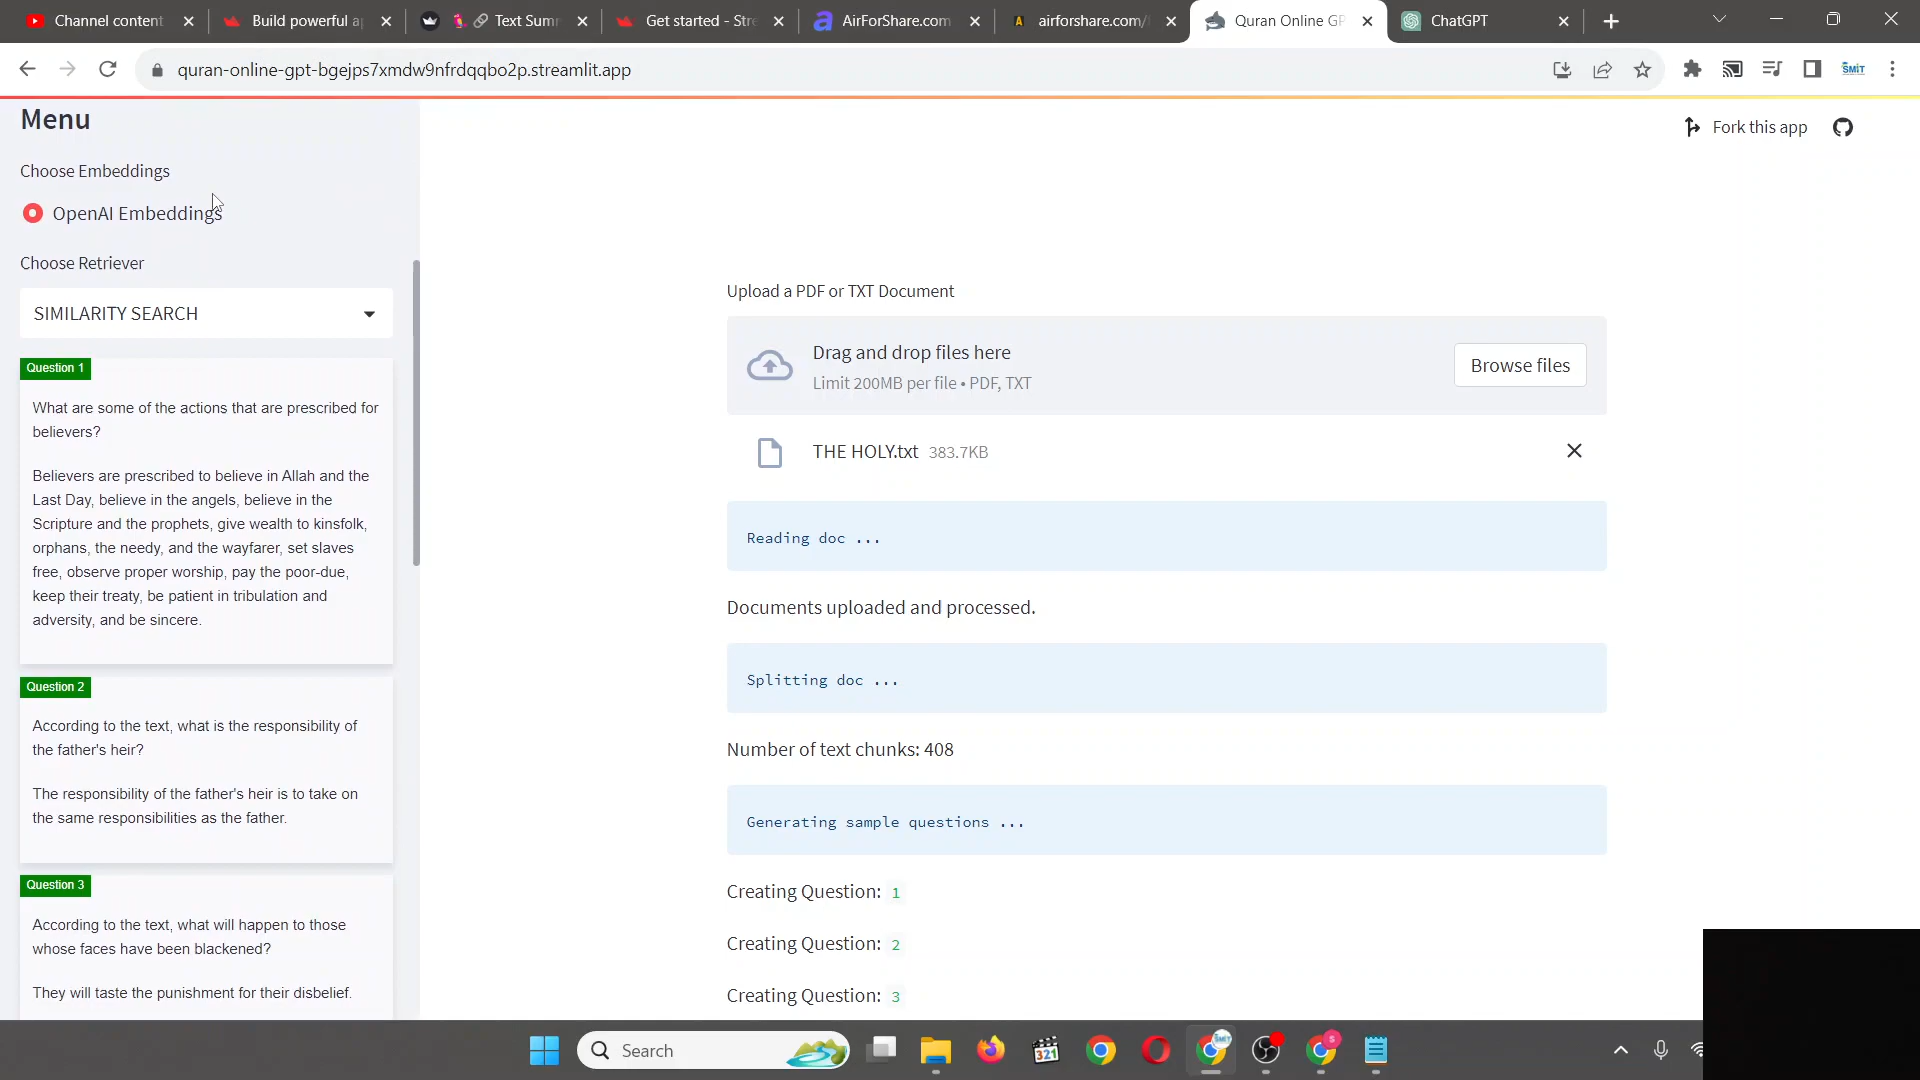 Channel content
Build powerful a
Text Sum
Get started - Stre
AirForShare.com
airforshare.com/
Quran Online GP
ChatGPT
quran-online-gpt-bgejps7xmdw9nfrdqqbo2p.streamlit.app
SMIT
Menu
Fork this app
Choose Embeddings
OpenAI Embeddings
Choose Retriever
SIMILARITY SEARCH
Question 1
What are some of the actions that are prescribed for
believers?
Believers are prescribed to believe in Allah and the
Last Day, believe in the angels, believe in the
Scripture and the prophets, give wealth to kinsfolk,
orphans, the needy, and the wayfarer, set slaves
free, observe proper worship, pay the poor-due,
keep their treaty, be patient in tribulation and
adversity, and be sincere.
Question 2
According to the text, what is the responsibility of
the father's heir?
The responsibility of the father's heir is to take on
the same responsibilities as the father.
Question 3
According to the text, what will happen to those
whose faces have been blackened?
They will taste the punishment for their disbelief.
Upload a PDF or TXT Document
Drag and drop files here
Limit 200MB per file • PDF, TXT
Browse files
THE HOLY.txt 383.7KB
Reading doc ...
Documents uploaded and processed.
Splitting doc ...
Number of text chunks: 408
Generating sample questions ...
Creating Question: 1
Creating Question: 2
Creating Question: 3
Search
321